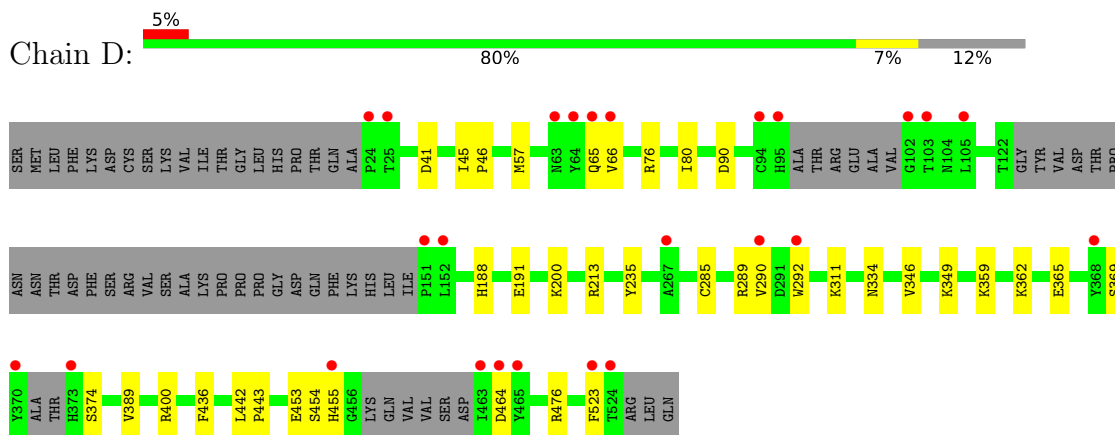 5%
Chain D:
80% 7% 12%
SER MET LEU PHE LYS ASP CYS SER LYS VAL ILE THR GLY LEU HIS PRO THR GLN ALA P24 T25 D41 I45 P46 M57 N63 Y64 Q65 V66 R76 I80 D90 C94 H95 ALA THR ARG GLU ALA VAL G102 T103 N104 L105 T122 GLY TYR VAL ASP THR PRO
ASN ASN THR ASP PHE SER ARG VAL SER ALA LYS PRO PRO PRO GLY ASP GLN PHE LYS HIS LEU ILE P151 L152 H188 E191 K200 R213 Y235 A267 C285 R289 V290 D291 W292 K311 N334 V346 K349 K359 K362 E365 Y368 S369
Y370 ALA THR H373 S374 V389 R400 F436 L442 P443 E453 S454 H455 G456 LYS GLN VAL VAL SER ASP I463 D464 Y465 R476 F523 T524 ARG LEU GLN